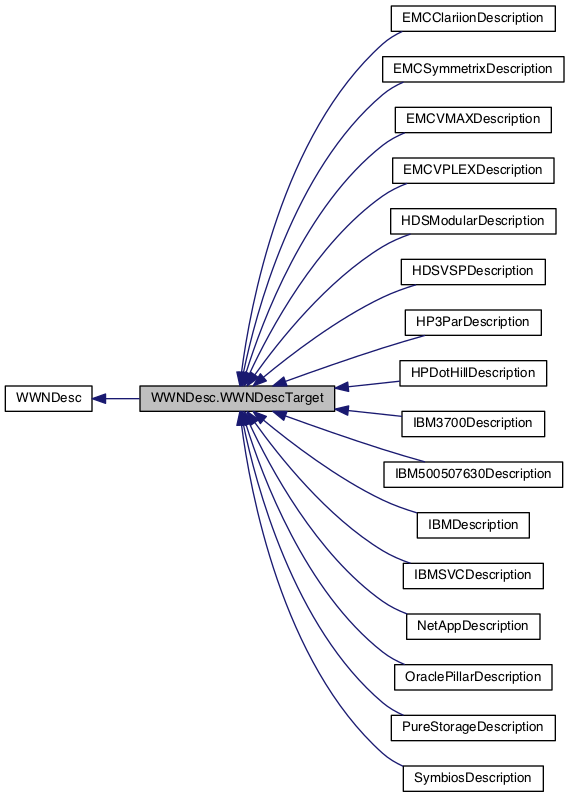 EMCClariionDescription
EMCSymmetrixDescription
EMCVMAXDescription
EMCVPLEXDescription
HDSModularDescription
HDSVSPDescription
HP3ParDescription
HPDotHillDescription
WWNDesc
WWNDesc.WWNDescTarget
IBM3700Description
IBM500507630Description
IBMDescription
IBMSVCDescription
NetAppDescription
OraclePillarDescription
PureStorageDescription
SymbiosDescription